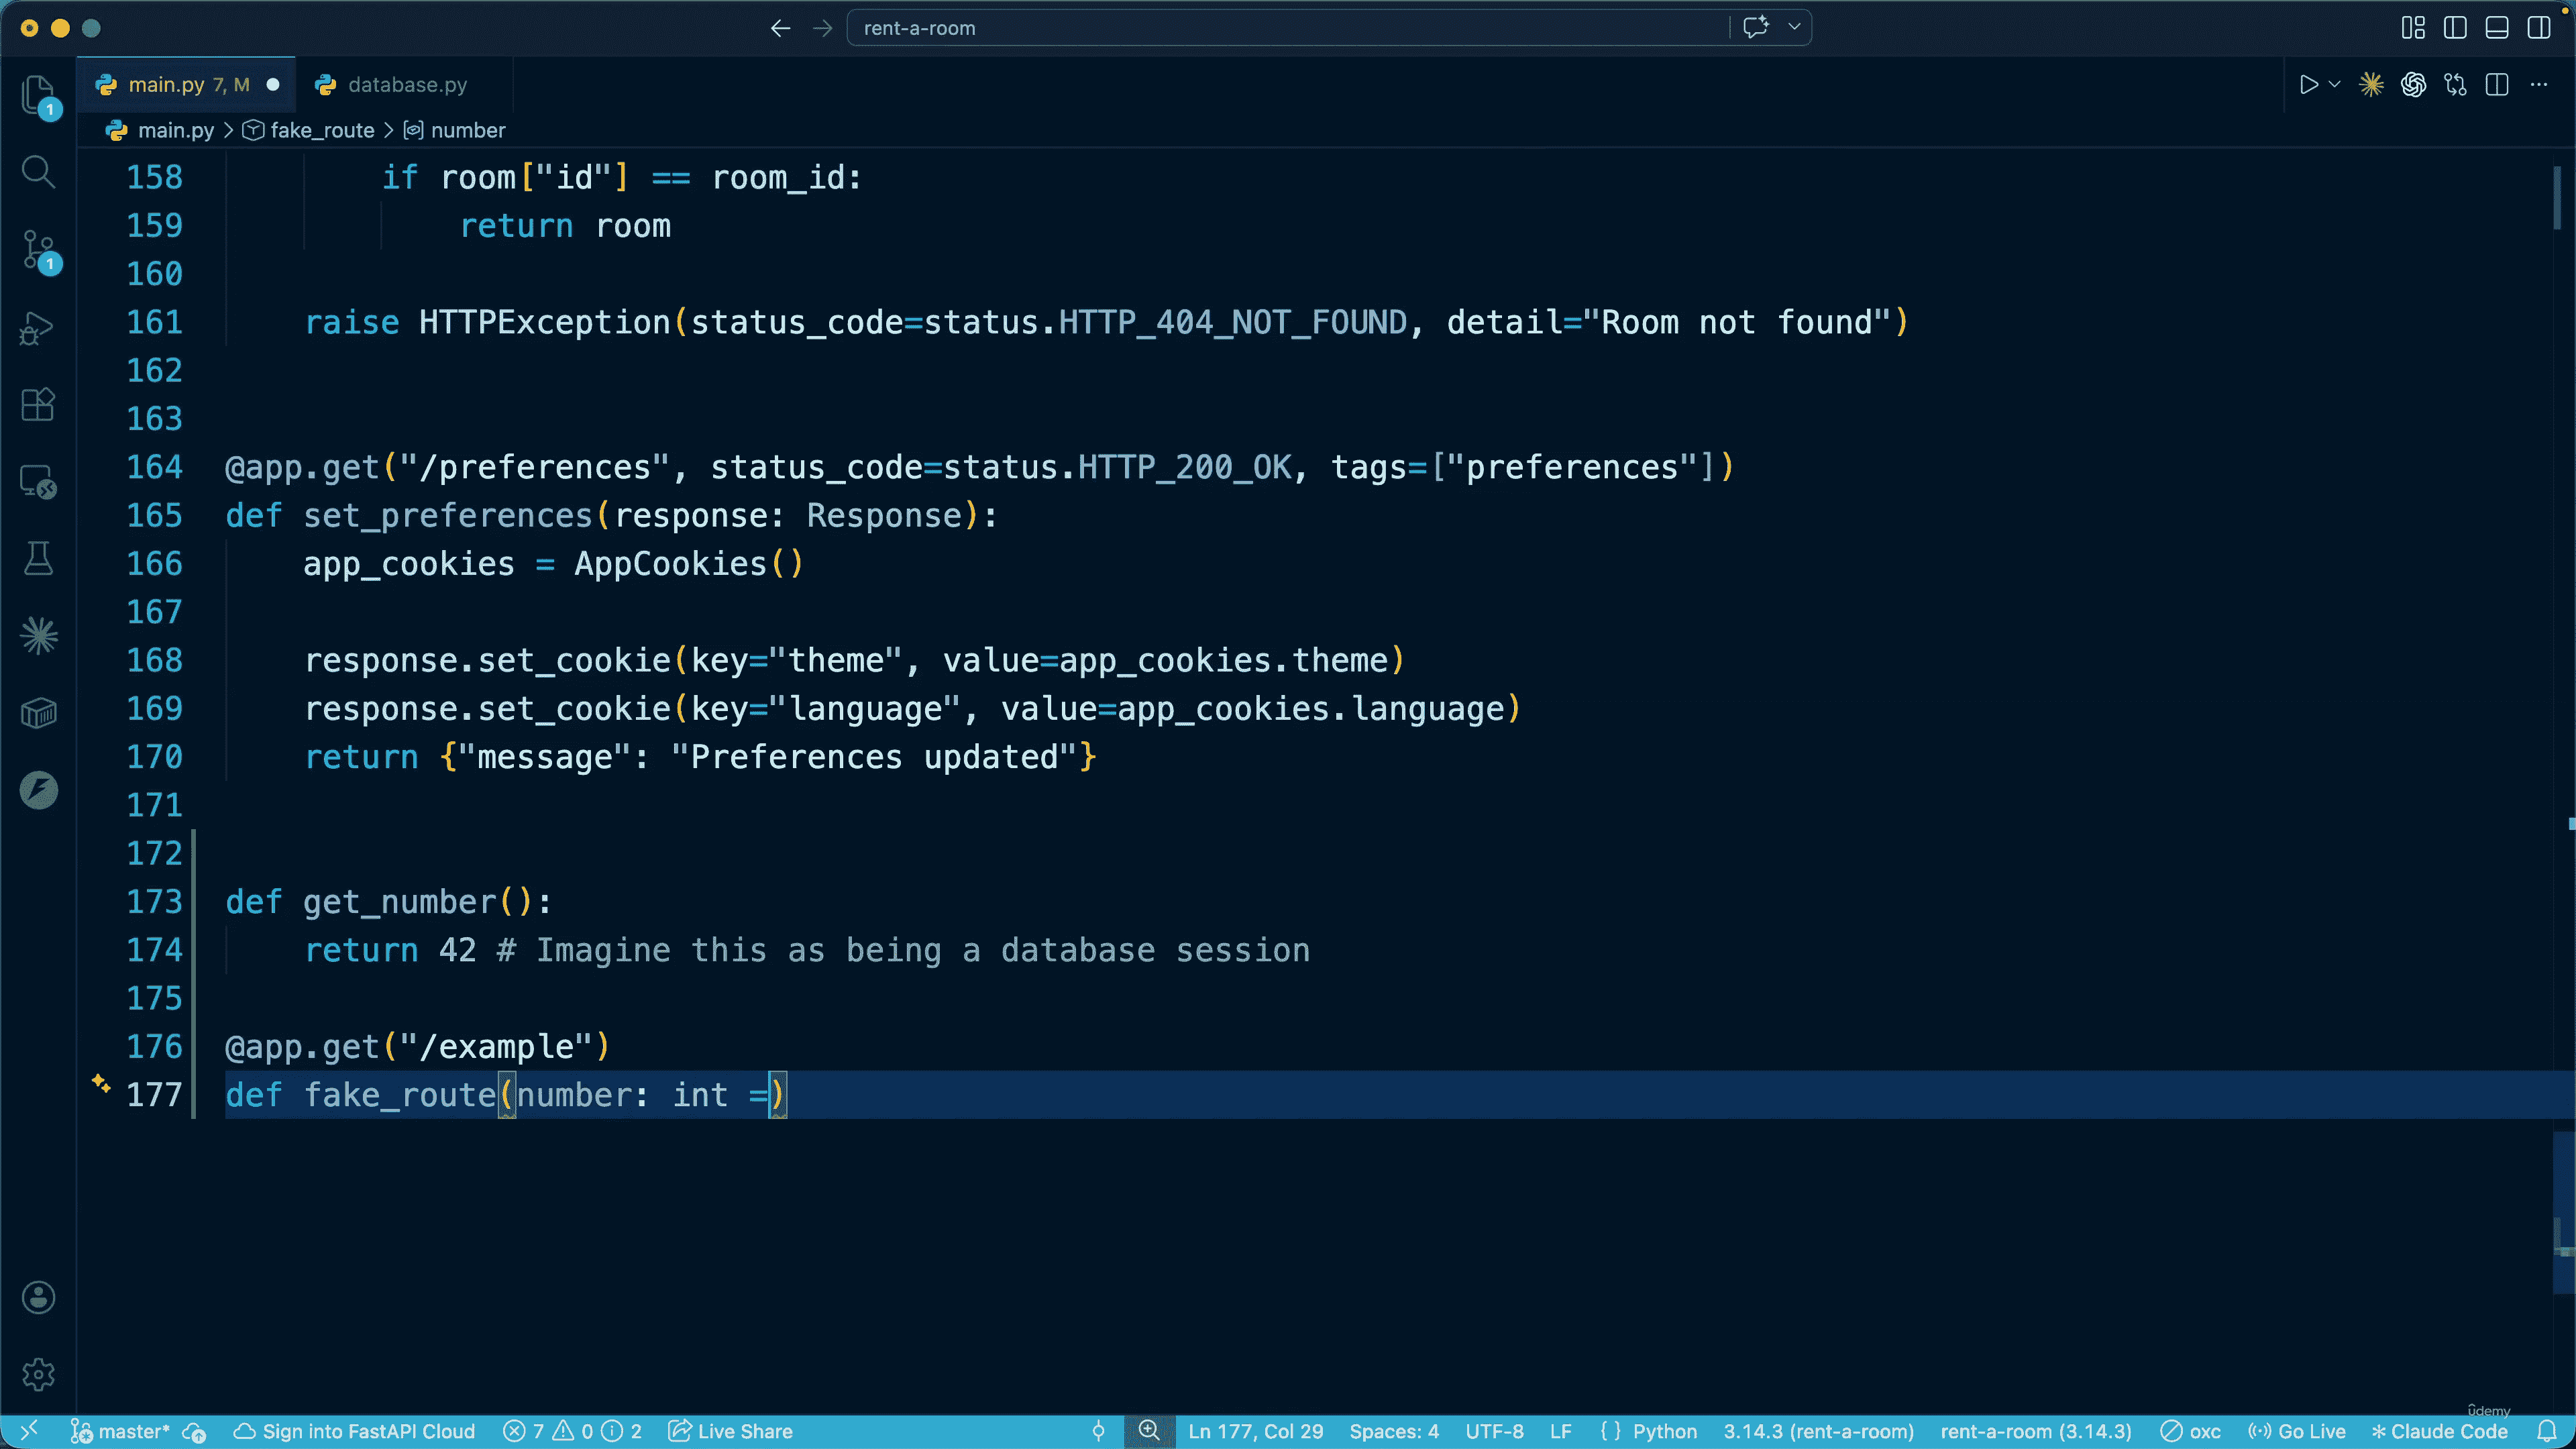 rent-a-room
main.py 7, M
database.py
main.py > fake_route > number
158 if room["id"] == room_id:
159 return room
160
161 raise HTTPException(status_code=status.HTTP_404_NOT_FOUND, detail="Room not found")
162
163
164 @app.get("/preferences", status_code=status.HTTP_200_OK, tags=["preferences"])
165 def set_preferences(response: Response):
166 app_cookies = AppCookies()
167
168 response.set_cookie(key="theme", value=app_cookies.theme)
169 response.set_cookie(key="language", value=app_cookies.language)
170 return {"message": "Preferences updated"}
171
172
173 def get_number():
174 return 42 # Imagine this as being a database session
175
176 @app.get("/example")
177 def fake_route(number: int =)
1
1
udemy
master* Sign into FastAPI Cloud 7 0 2 Live Share Ln 177, Col 29 Spaces: 4 UTF-8 LF { } Python 3.14.3 (rent-a-room) rent-a-room (3.14.3) oxc Go Live Claude Code